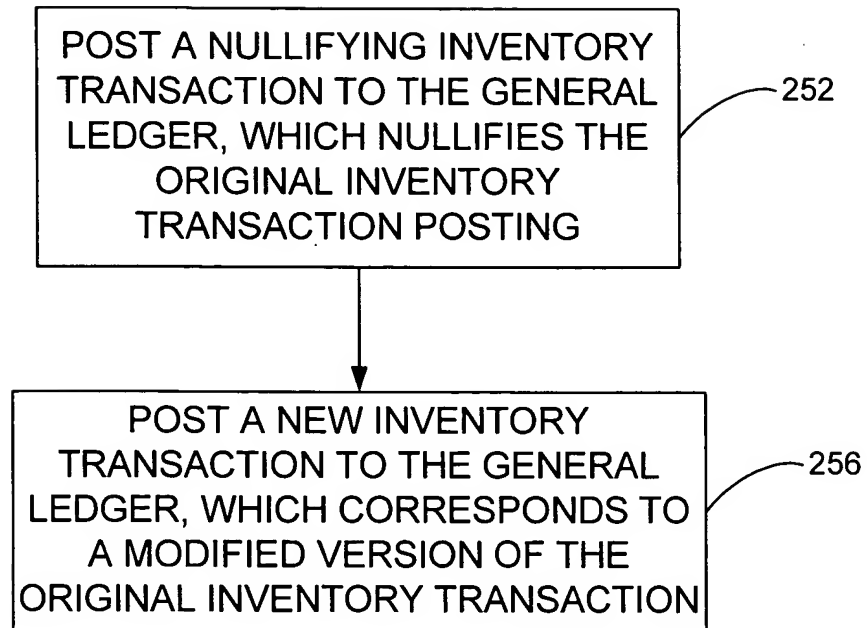 POST A NULLIFYING INVENTORY
TRANSACTION TO THE GENERAL
LEDGER, WHICH NULLIFIES THE
ORIGINAL INVENTORY
TRANSACTION POSTING
252
POST A NEW INVENTORY
TRANSACTION TO THE GENERAL
LEDGER, WHICH CORRESPONDS TO
A MODIFIED VERSION OF THE
ORIGINAL INVENTORY TRANSACTION
256